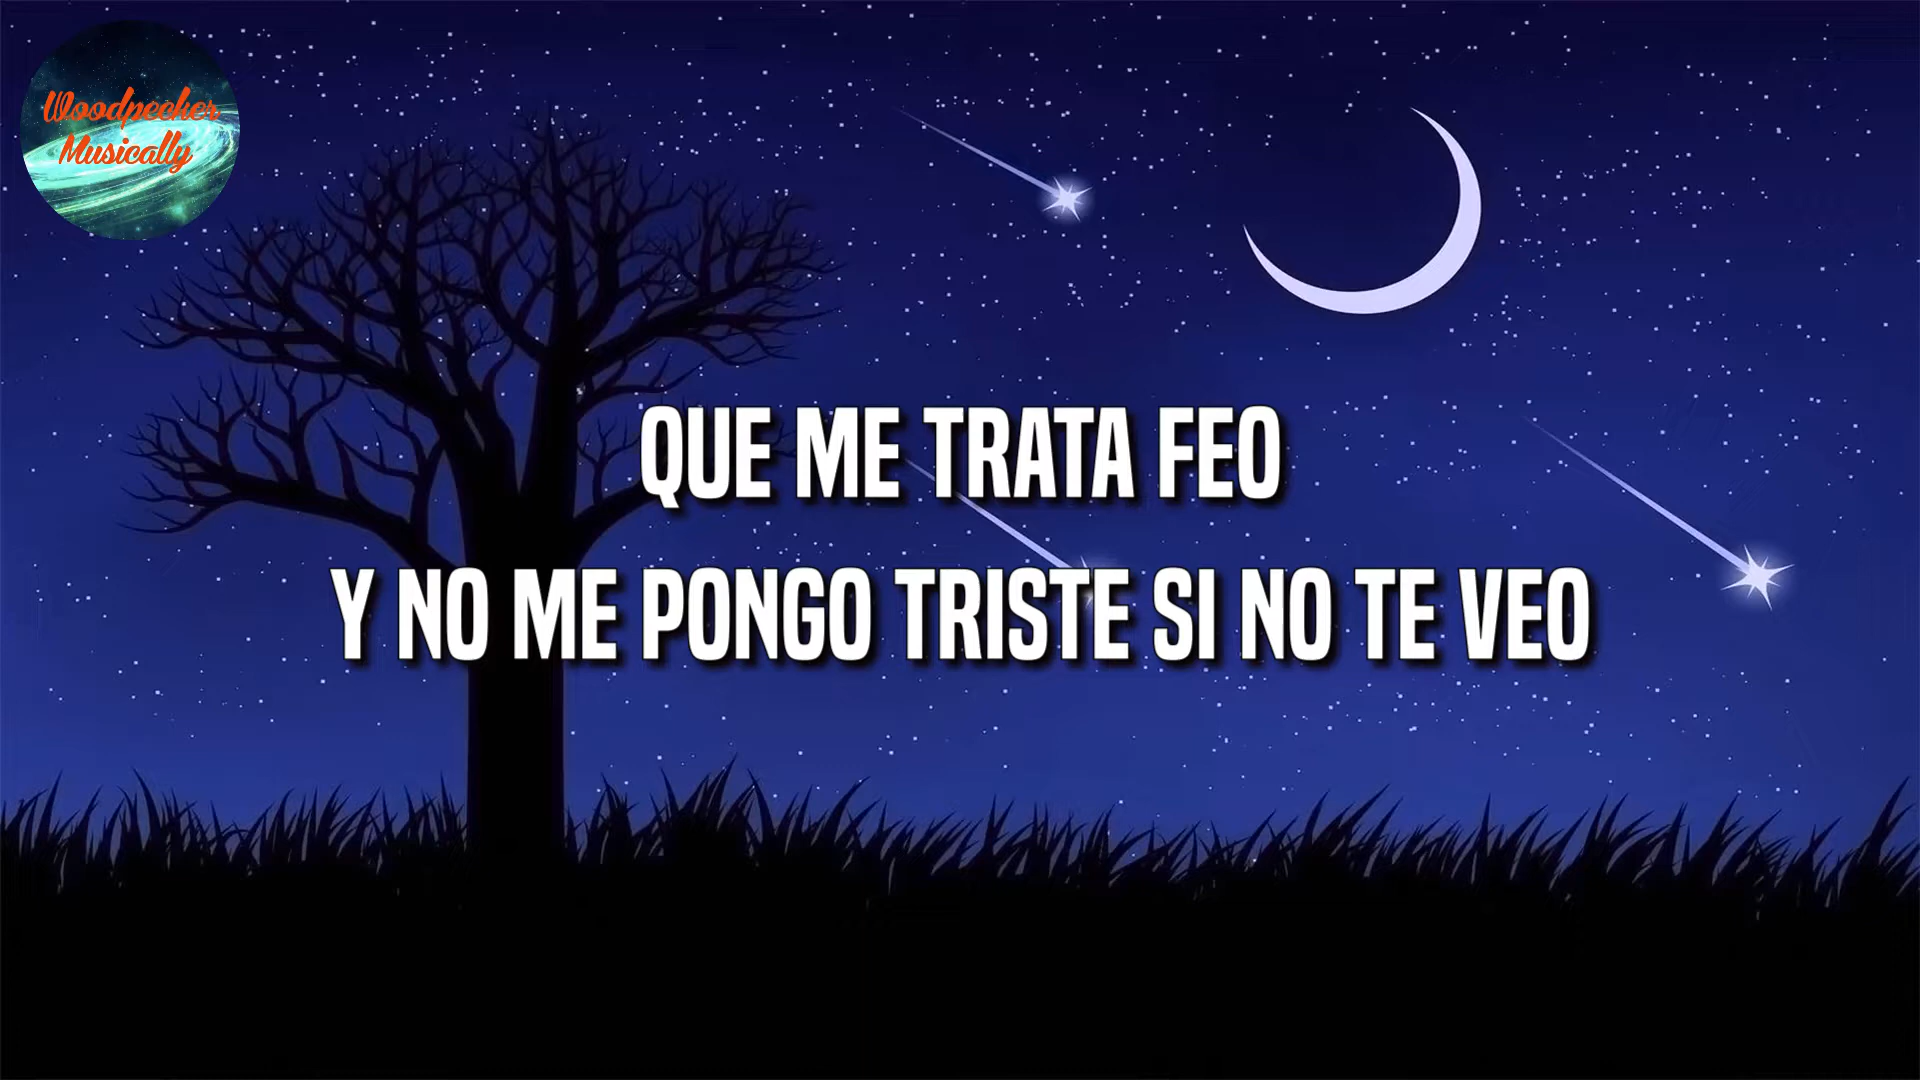 Woodpecker
Musically
QUE ME TRATA FEO
Y NO ME PONGO TRISTE SI NO TE VEO